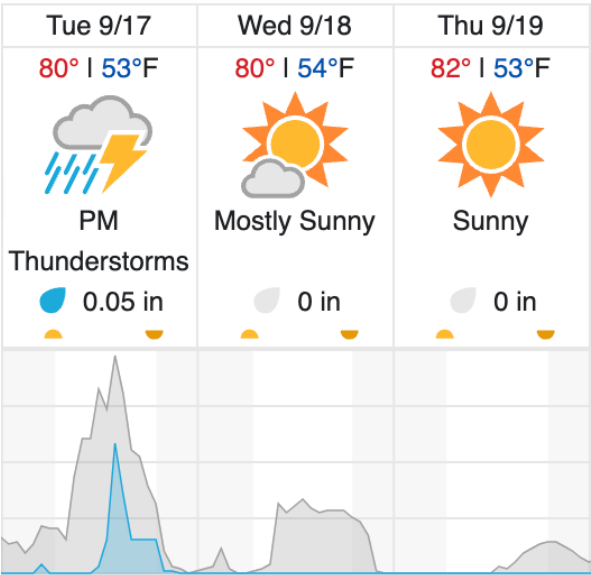 Tue 9/17
Wed 9/18
Thu 9/19
80° | 53°F
80° | 54°F
82° | 53°F
PM
Thunderstorms
Mostly Sunny
Sunny
0.05 in
0 in
0 in